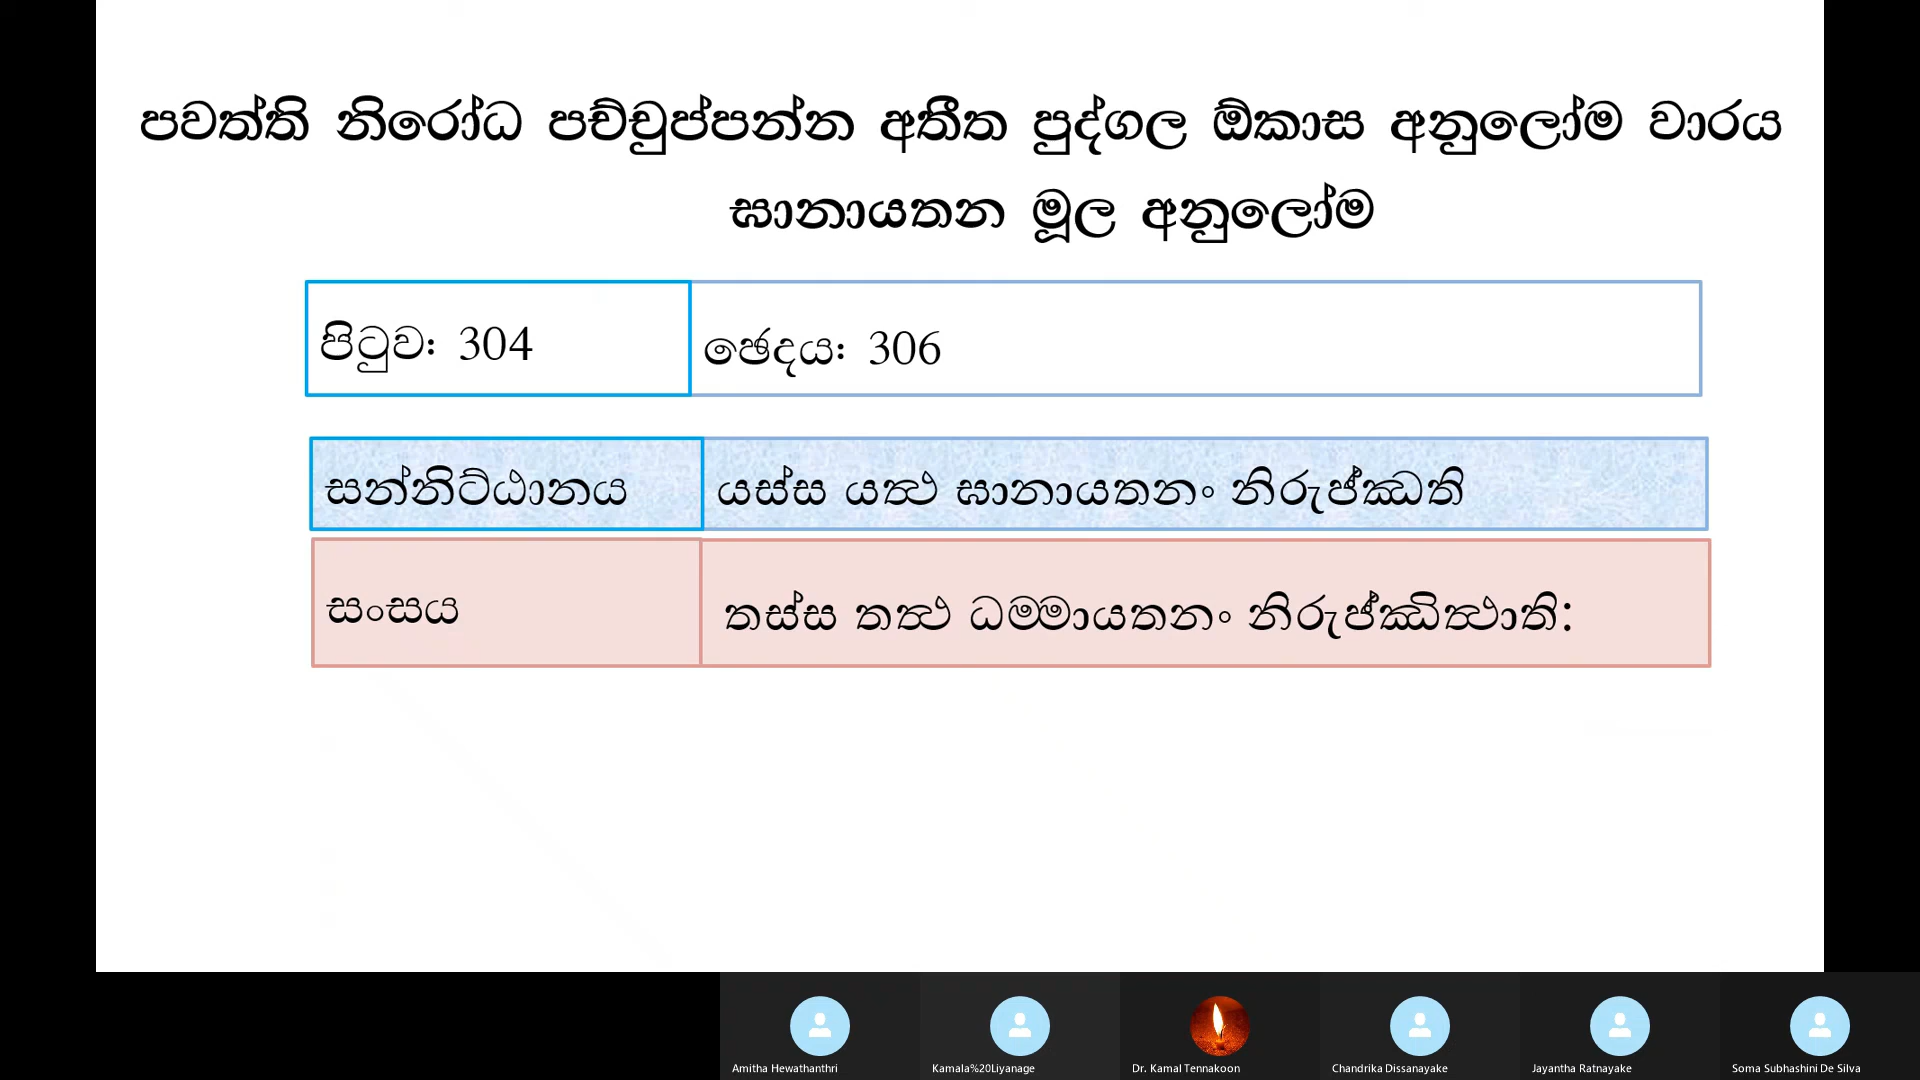 පවත්ති නිරෝධ පච්චුප්පන්න අතීත පුද්ගල ඕකාස අනුලෝම වාරය
ඝානායතන මූල අනුලෝම
පිටුව: 304
ඡෙදය: 306
සන්නිට්ඨානය
යස්ස යත්‍ථ ඝානායතනං නිරුජ්ඣති
සංසය
තස්ස තත්‍ථ ධම්මායතනං නිරුජ්ඣිත්‍ථාති:
Amitha Hewathanthri
Kamala%20Liyanage
Dr. Kamal Tennakoon
Chandrika Dissanayake
Jayantha Ratnayake
Soma Subhashini De Silva